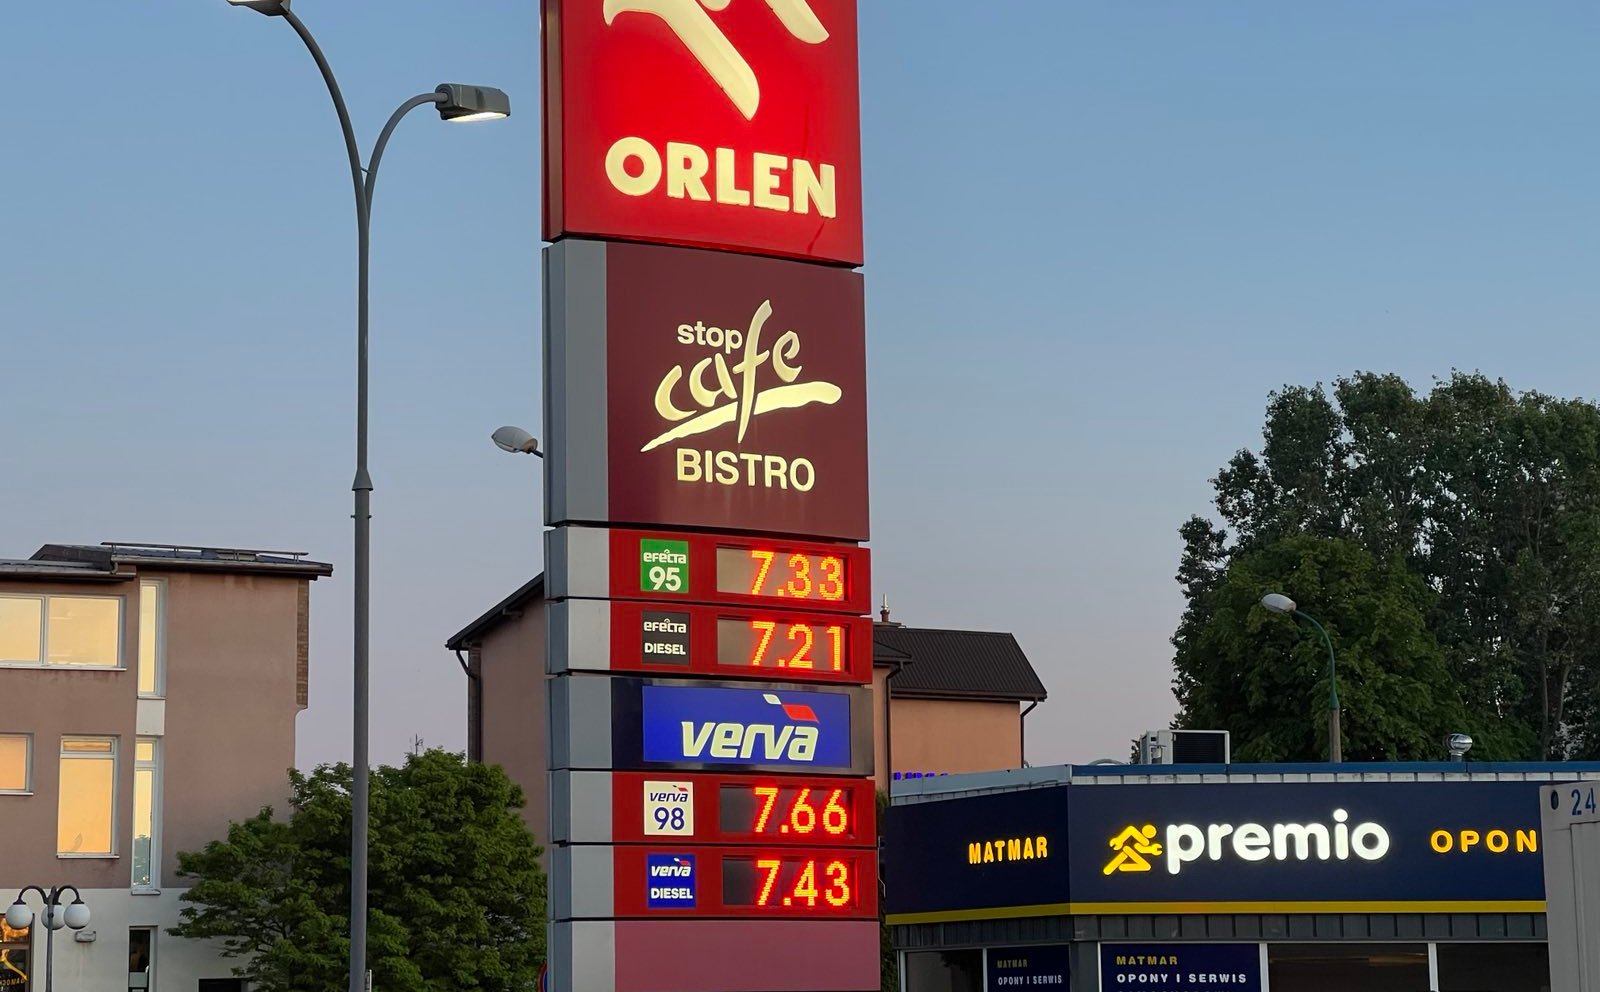 ORLEN
stop
cafe
BISTRO
efecta
95
7.33
efecta
DIESEL
7.21
verva
verva
98
7.66
verva
DIESEL
7.43
MATMAR
premio
OPON
24
MATMAR
OPONY I SERWIS
MATMAR
OPONY I SERWIS